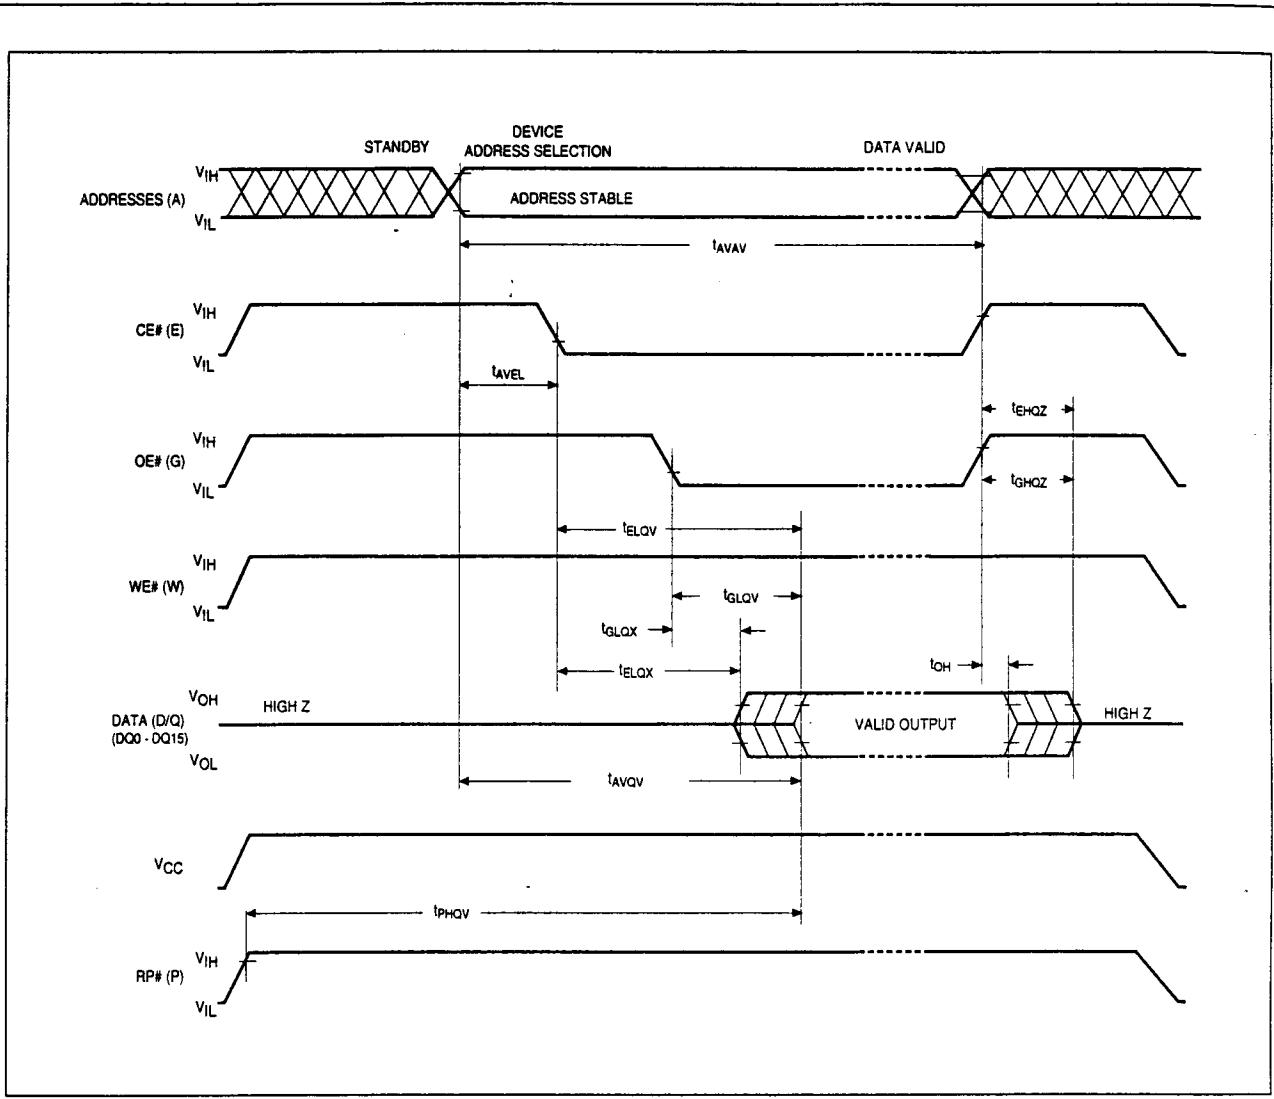 STANDBY
DEVICE
ADDRESS SELECTION
DATA VALID
VIH
ADDRESSES (A)
ADDRESS STABLE
VIL
tAVAV
VIH
CE# (E)
VIL
tAVEL
tEHQZ
VIH
OE# (G)
VIL
tGHQZ
tELQV
VIH
WE# (W)
VIL
tGLQV
tGLQX
tELQX
tOH
VOH
HIGH Z
DATA (D/Q)
(DQ0 - DQ15)
VALID OUTPUT
HIGH Z
VOL
tAVQV
VCC
tPHQV
VIH
RP# (P)
VIL